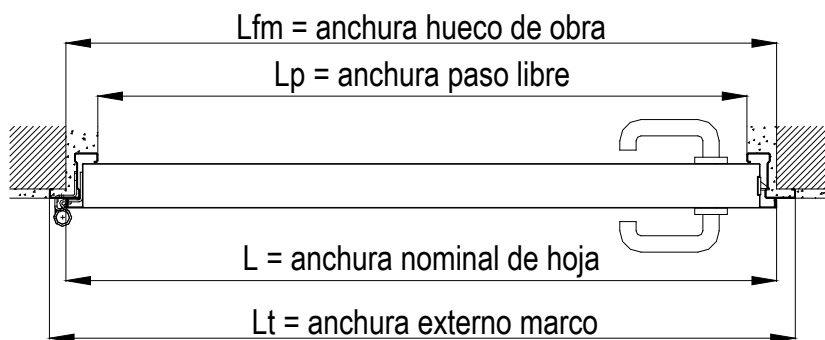 Lfm = anchura hueco de obra
Lp = anchura paso libre
L = anchura nominal de hoja
Lt = anchura externo marco